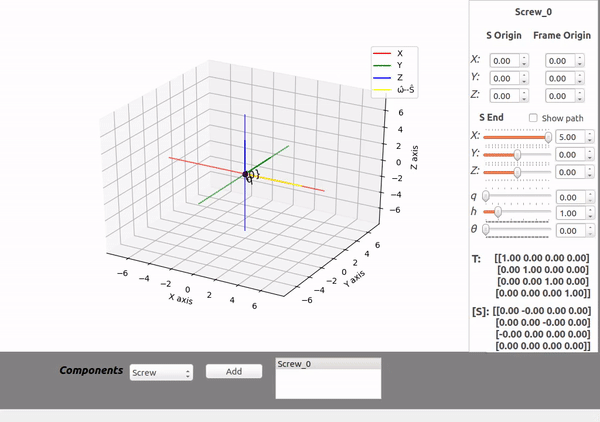 Screw_0
S Origin Frame Origin
X: 0.00 0.00
Y: 0.00 0.00
Z: 0.00 0.00
S End Show path
X: 5.00
Y: 0.00
Z: 0.00
q 0.00
h 1.00
θ 0.00
T: [[1.00 0.00 0.00 0.00]
[0.00 1.00 0.00 0.00]
[0.00 0.00 1.00 0.00]
[0.00 0.00 0.00 1.00]]
[S]: [[0.00 -0.00 0.00 0.00]
[0.00 0.00 -0.00 0.00]
[-0.00 0.00 0.00 0.00]
[0.00 0.00 0.00 0.00]]
X
Y
Z
ω̂--Ŝ
6
4
2
0
−2
−4
−6
Z axis
−6 −4 −2 0 2 4 6
X axis
−6 −4 −2 0 2 4 6
Y axis
Components Screw Add Screw_0